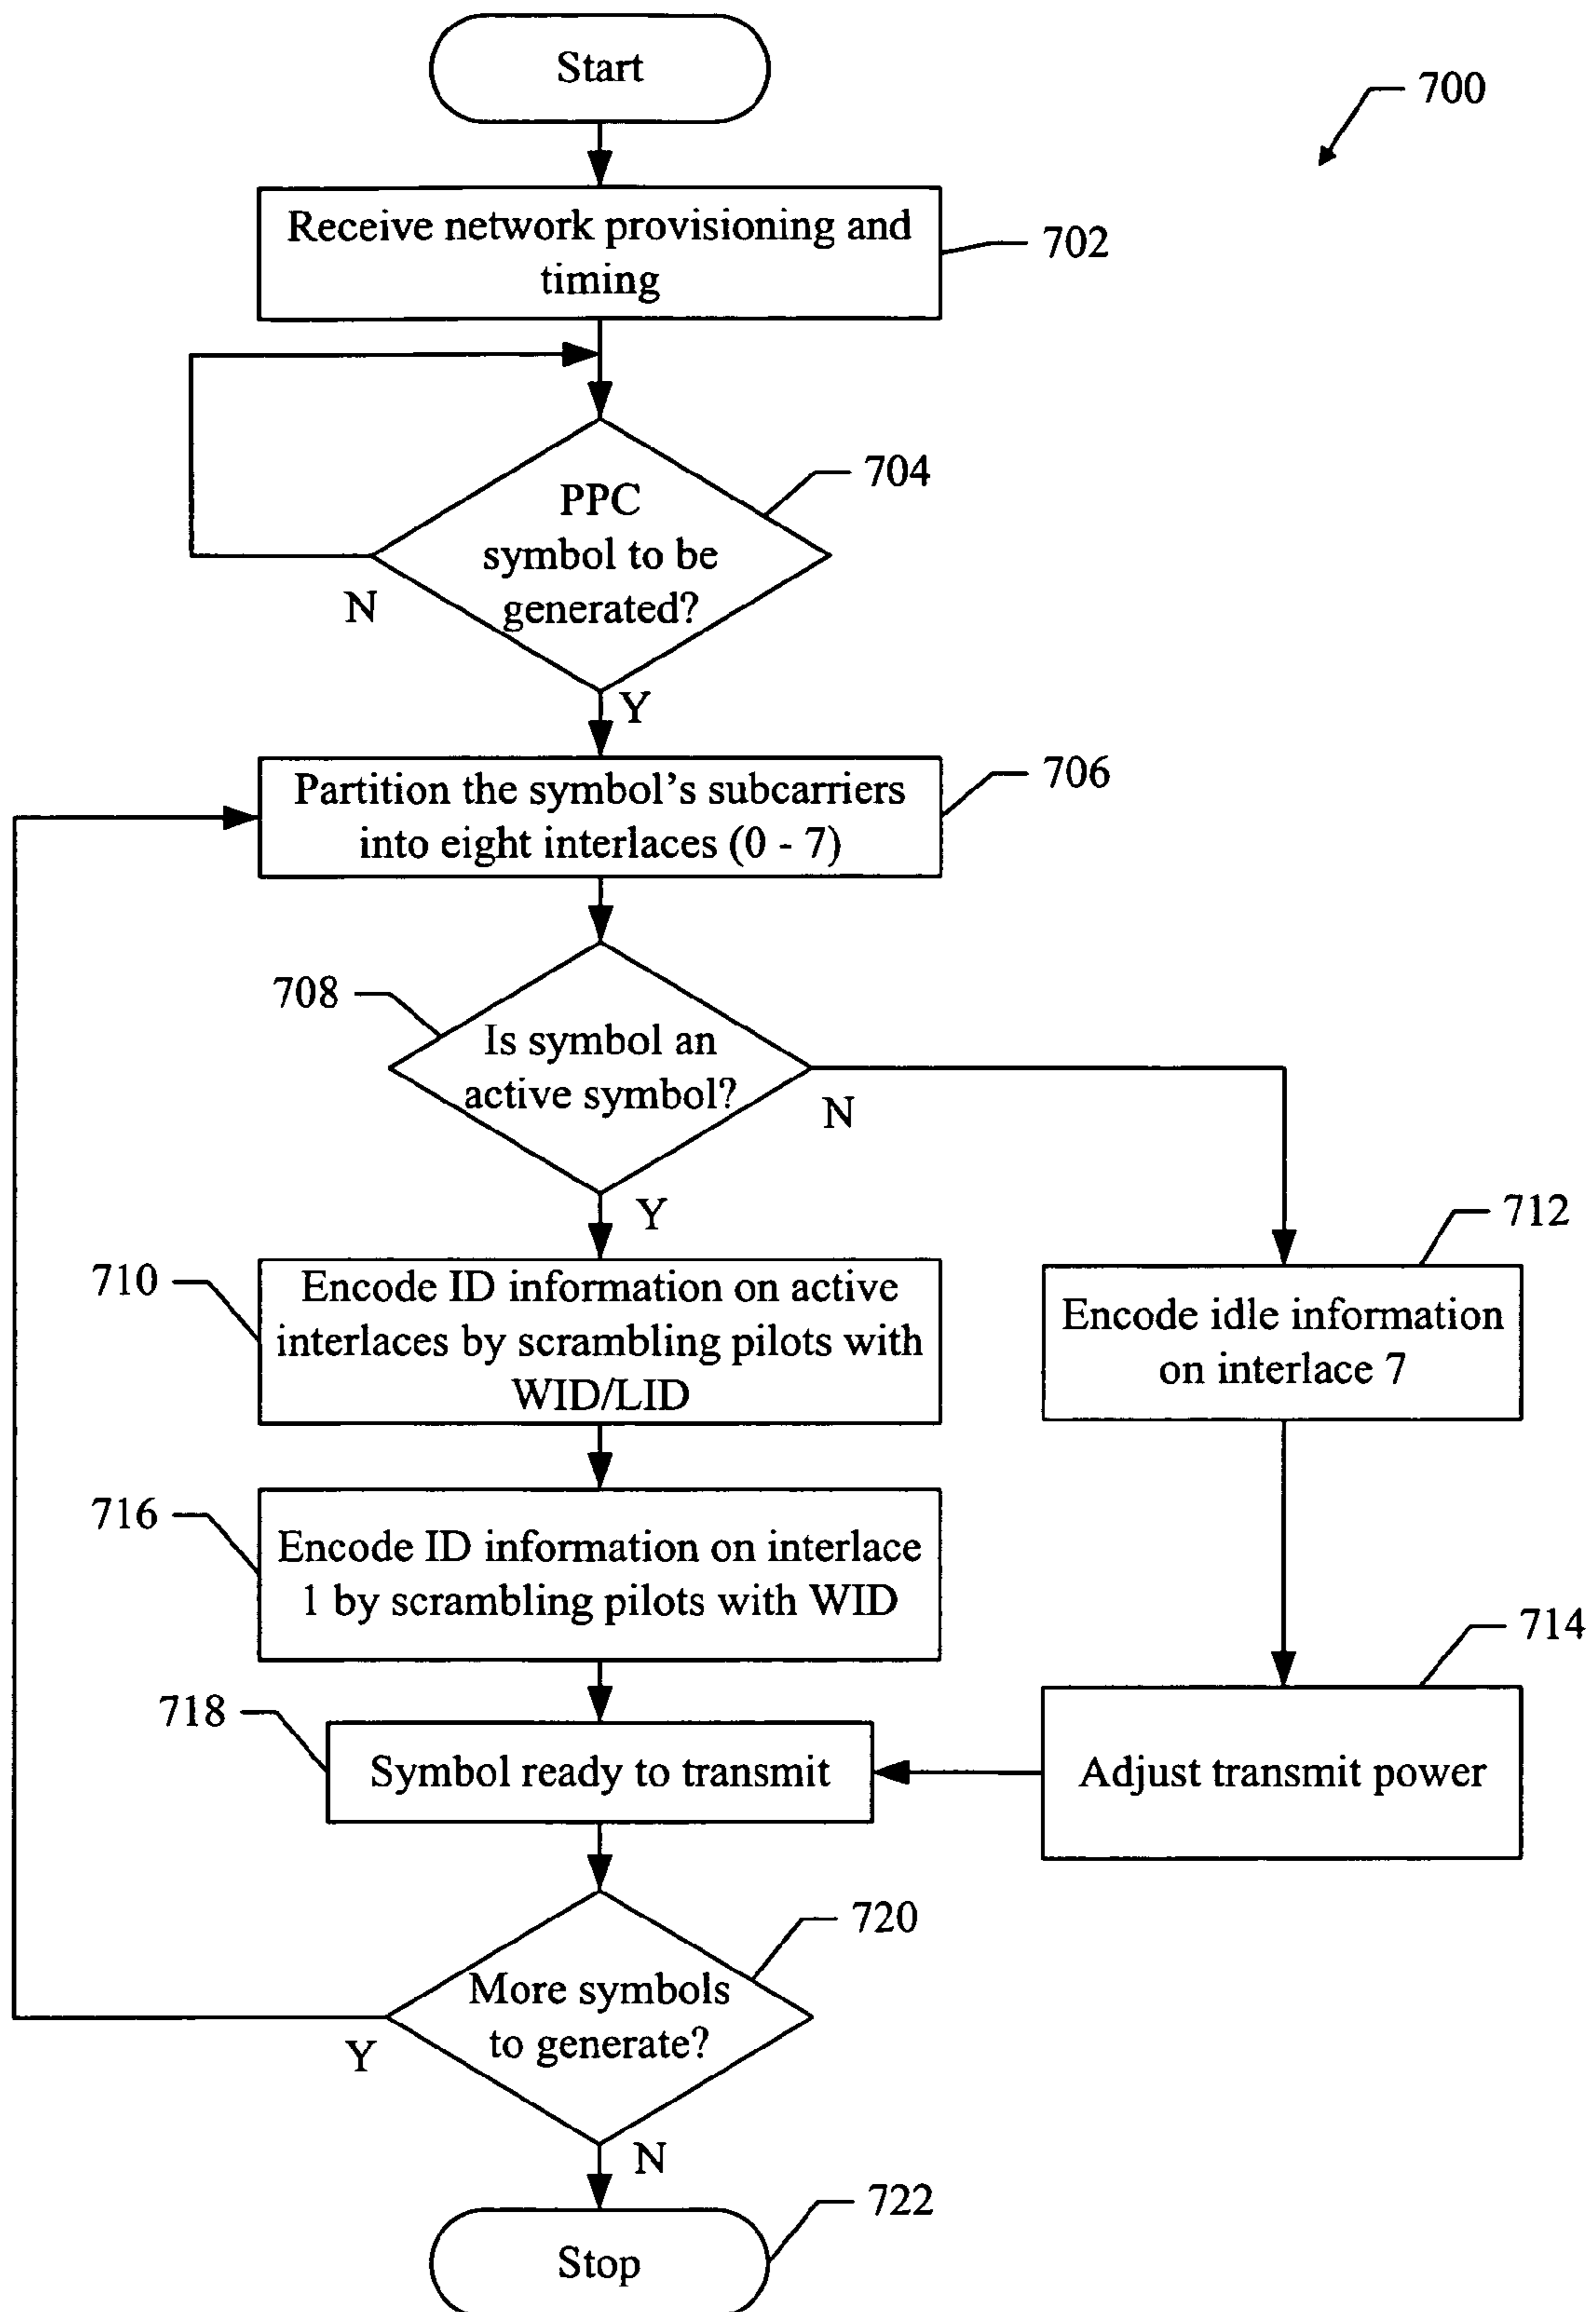 Start
700
Receive network provisioning and
timing
702
704
PPC
symbol to be
generated?
N
Y
Partition the symbol's subcarriers
into eight interlaces (0 - 7)
706
708
Is symbol an
active symbol?
N
Y
712
710
Encode ID information on active
interlaces by scrambling pilots with
WID/LID
Encode idle information
on interlace 7
716
Encode ID information on interlace
1 by scrambling pilots with WID
714
718
Symbol ready to transmit
Adjust transmit power
720
More symbols
to generate?
Y
N
722
Stop